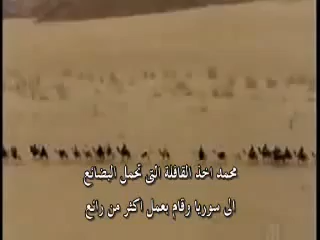 محمد اخذ القافلة التى تحمل البضائع
الى سوريا وقام بعمل اكثر من رائع